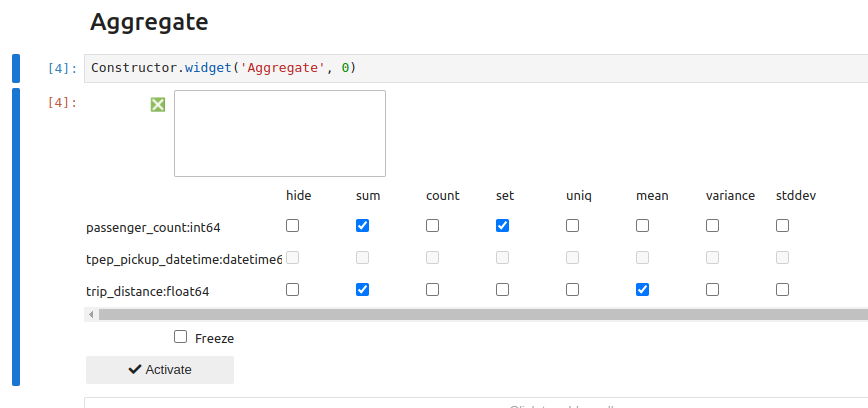 Aggregate
[4]: Constructor.widget('Aggregate', 0)
[4]:
hide sum count set uniq mean variance stddev
passenger_count:int64
tpep_pickup_datetime:datetime6
trip_distance:float64
Freeze
Activate